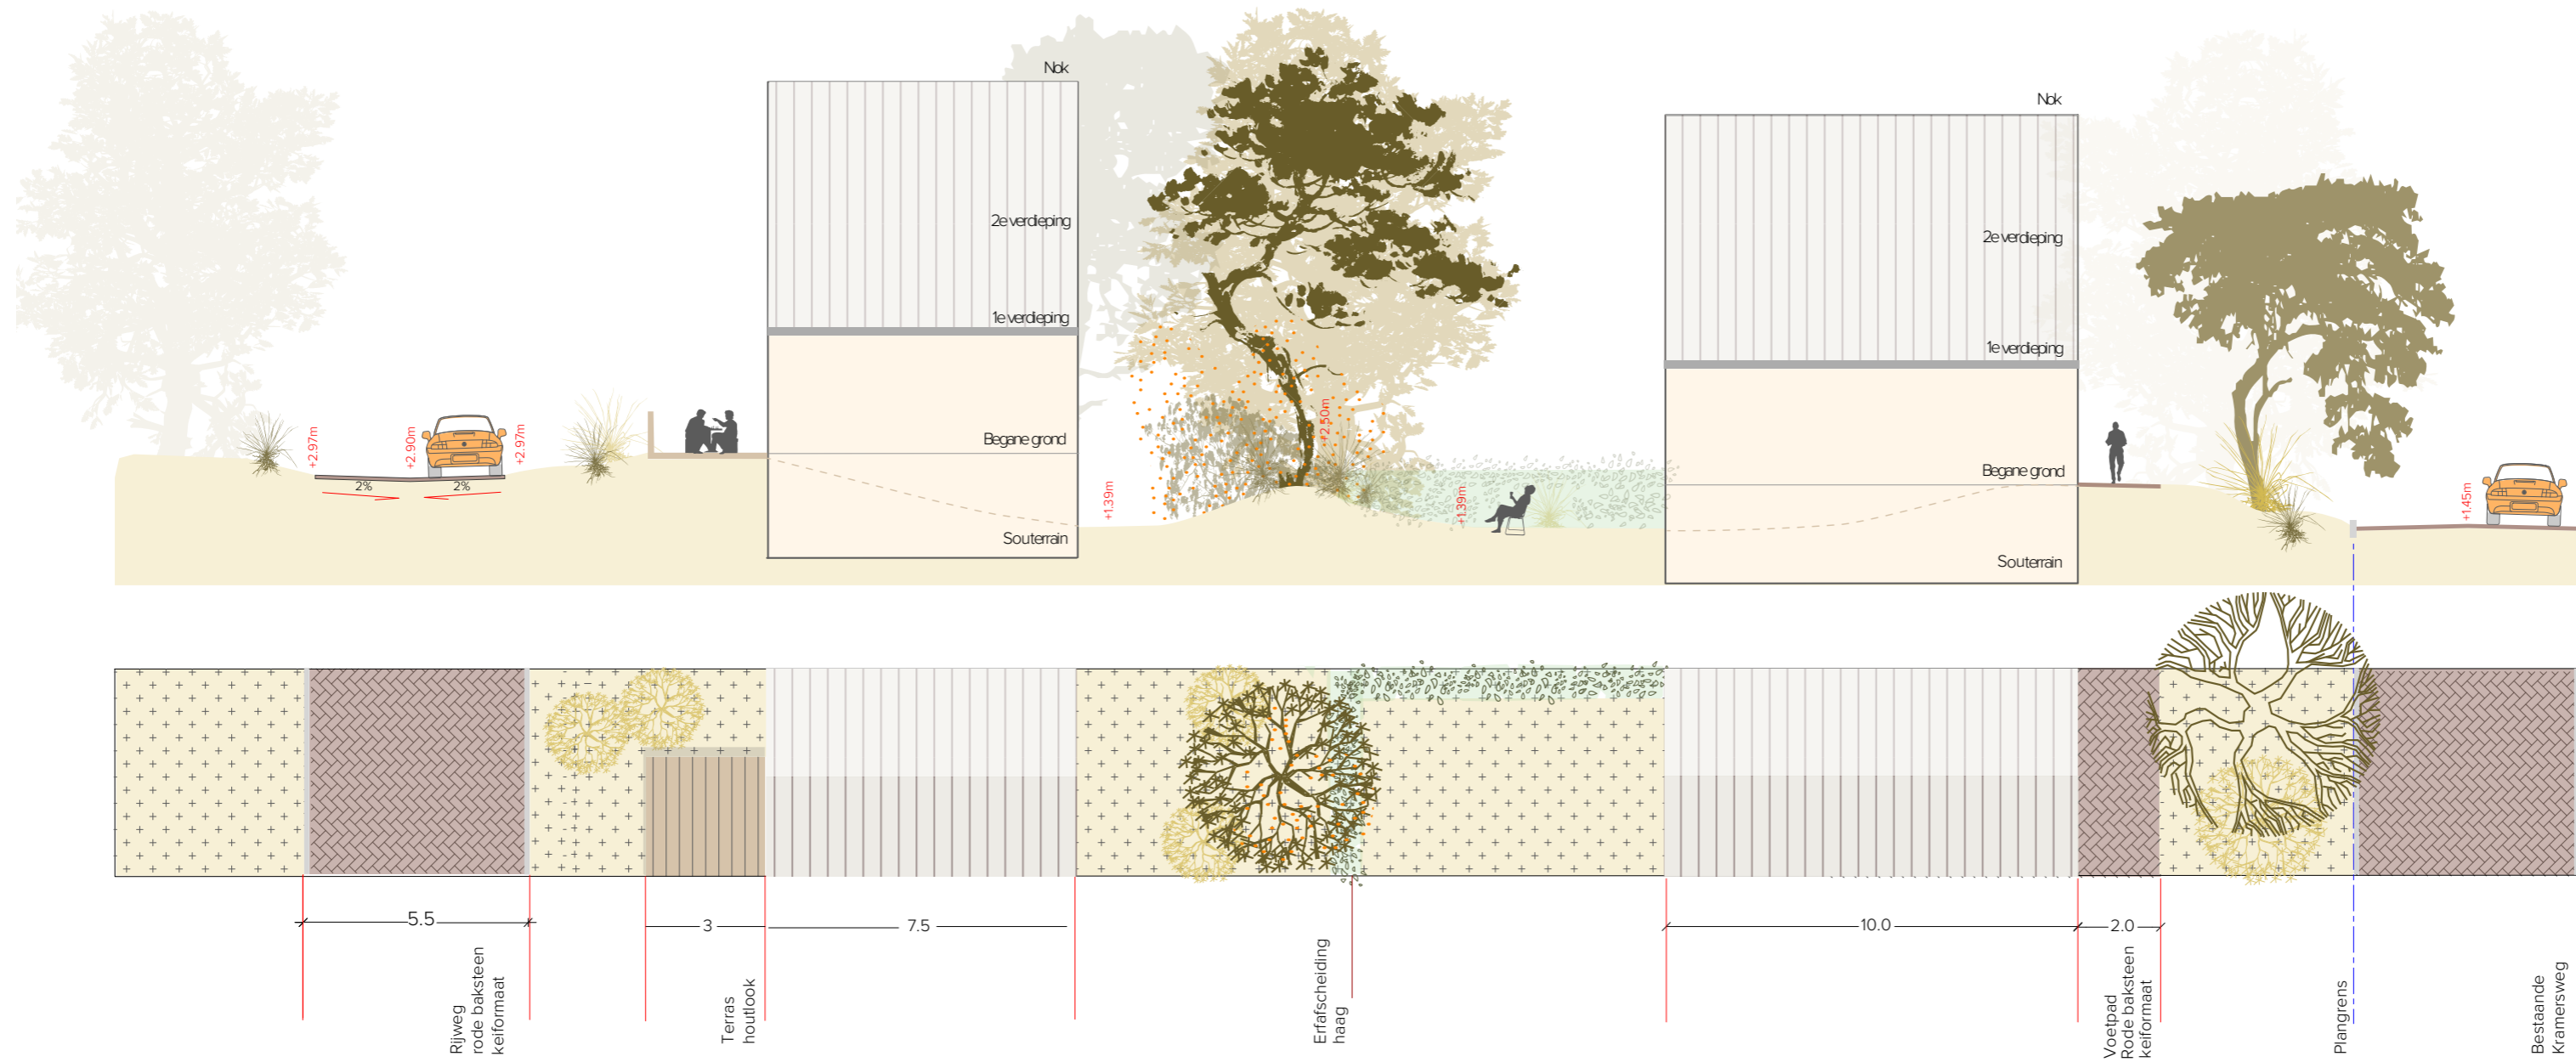 Nok
2e verdieping
1e verdieping
Begane grond
Souterrain
Nok
2e verdieping
1e verdieping
Begane grond
Souterrain
+2.97m
+2.90m
+2.97m
2%
2%
+1.39m
+2.50m
+1.39m
+1.45m
5.5
3
7.5
10.0
2.0
Rijweg
rode baksteen
keiformaat
Terras
houtlook
Erfafscheiding
haag
Voetpad
Rode baksteen
keiformaat
Plangrens
Bestaande
Kramersweg